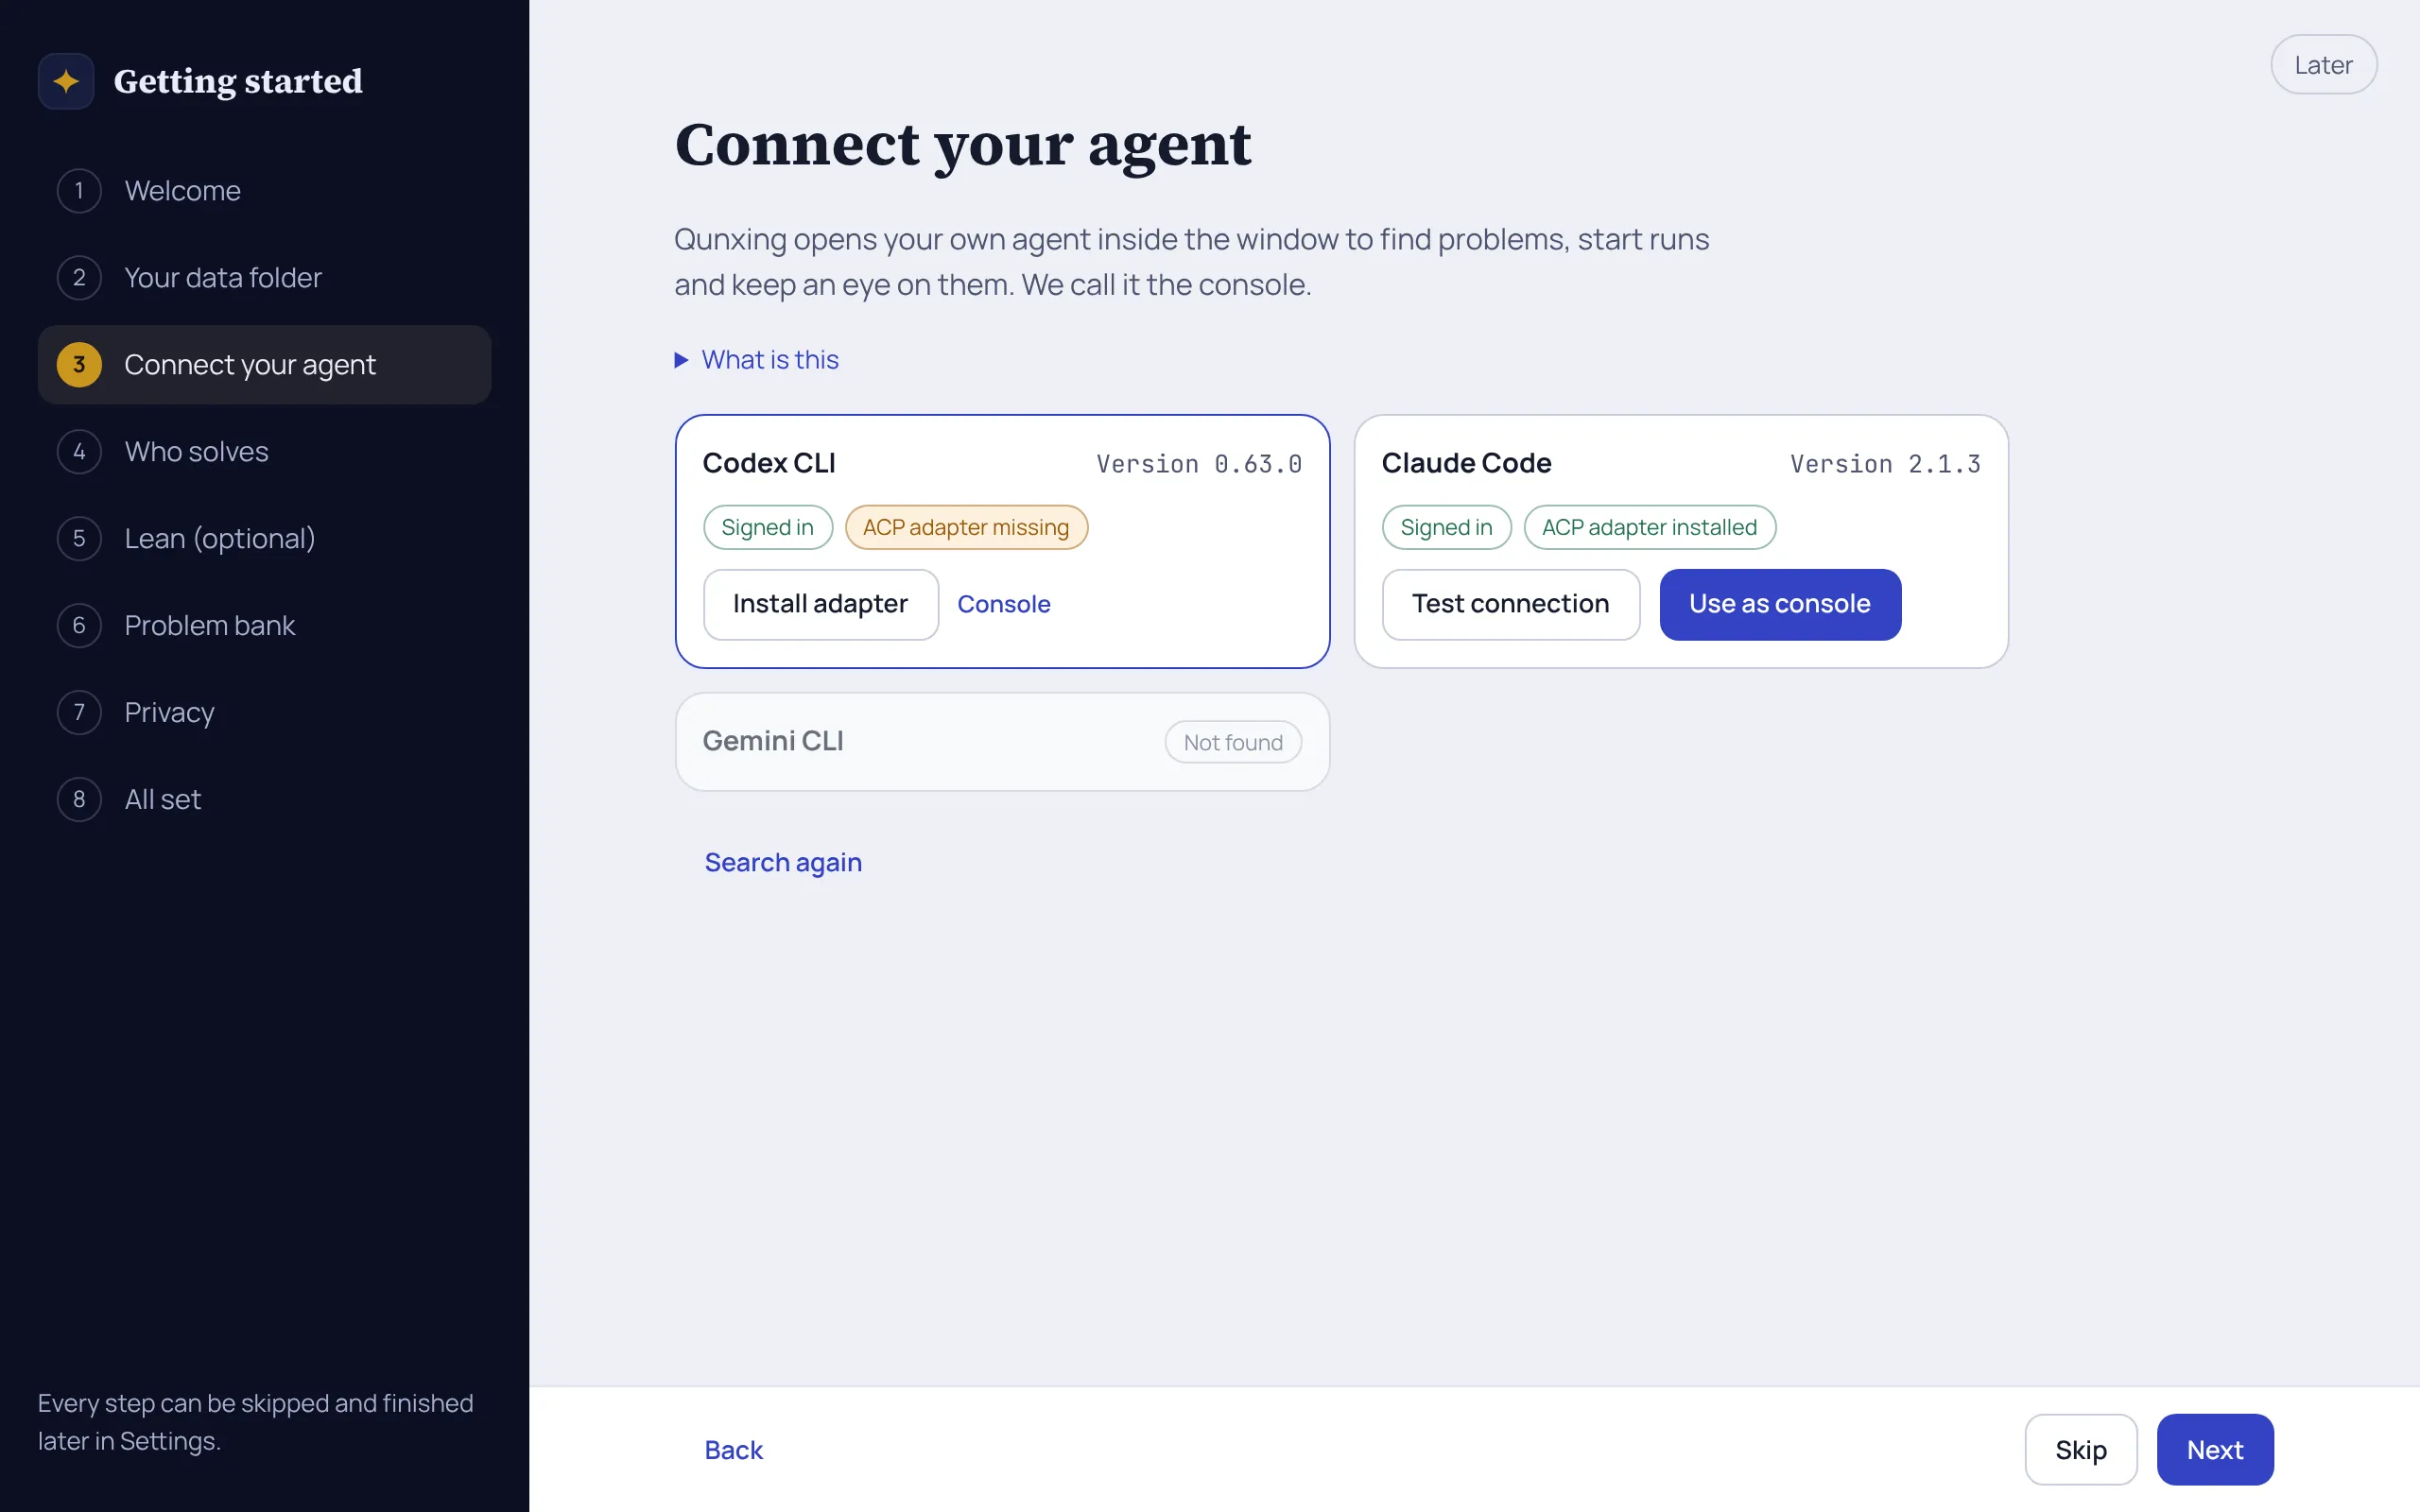 Getting started
1 Welcome
2 Your data folder
3 Connect your agent
4 Who solves
5 Lean (optional)
6 Problem bank
7 Privacy
8 All set
Every step can be skipped and finished
later in Settings.
Later
Connect your agent
Qunxing opens your own agent inside the window to find problems, start runs
and keep an eye on them. We call it the console.
What is this
Codex CLI Version 0.63.0
Signed in ACP adapter missing
Install adapter Console
Claude Code Version 2.1.3
Signed in ACP adapter installed
Test connection Use as console
Gemini CLI Not found
Search again
Back Skip Next